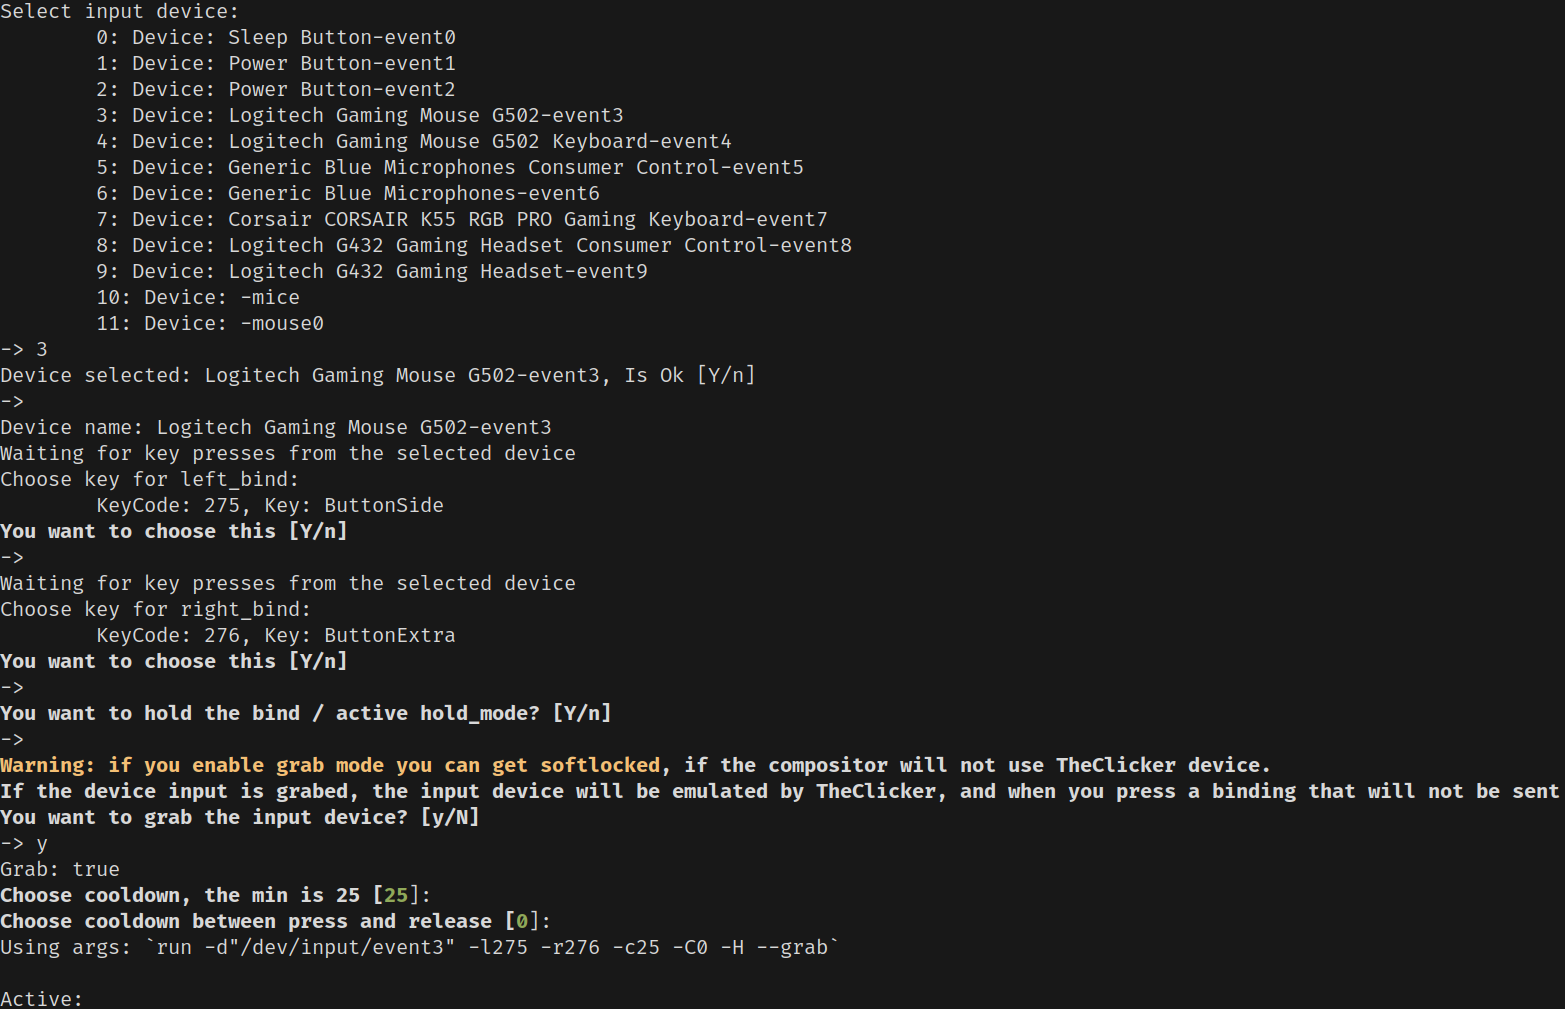 Select input device:
0: Device: Sleep Button-event0
1: Device: Power Button-event1
2: Device: Power Button-event2
3: Device: Logitech Gaming Mouse G502-event3
4: Device: Logitech Gaming Mouse G502 Keyboard-event4
5: Device: Generic Blue Microphones Consumer Control-event5
6: Device: Generic Blue Microphones-event6
7: Device: Corsair CORSAIR K55 RGB PRO Gaming Keyboard-event7
8: Device: Logitech G432 Gaming Headset Consumer Control-event8
9: Device: Logitech G432 Gaming Headset-event9
10: Device: -mice
11: Device: -mouse0
-> 3
Device selected: Logitech Gaming Mouse G502-event3, Is Ok [Y/n]
->
Device name: Logitech Gaming Mouse G502-event3
Waiting for key presses from the selected device
Choose key for left_bind:
KeyCode: 275, Key: ButtonSide
You want to choose this [Y/n]
->
Waiting for key presses from the selected device
Choose key for right_bind:
KeyCode: 276, Key: ButtonExtra
You want to choose this [Y/n]
->
You want to hold the bind / active hold_mode? [Y/n]
->
Warning: if you enable grab mode you can get softlocked, if the compositor will not use TheClicker device.
If the device input is grabed, the input device will be emulated by TheClicker, and when you press a binding that will not be sent
You want to grab the input device? [y/N]
-> y
Grab: true
Choose cooldown, the min is 25 [25]:
Choose cooldown between press and release [0]:
Using args: `run -d"/dev/input/event3" -l275 -r276 -c25 -C0 -H --grab`
Active: